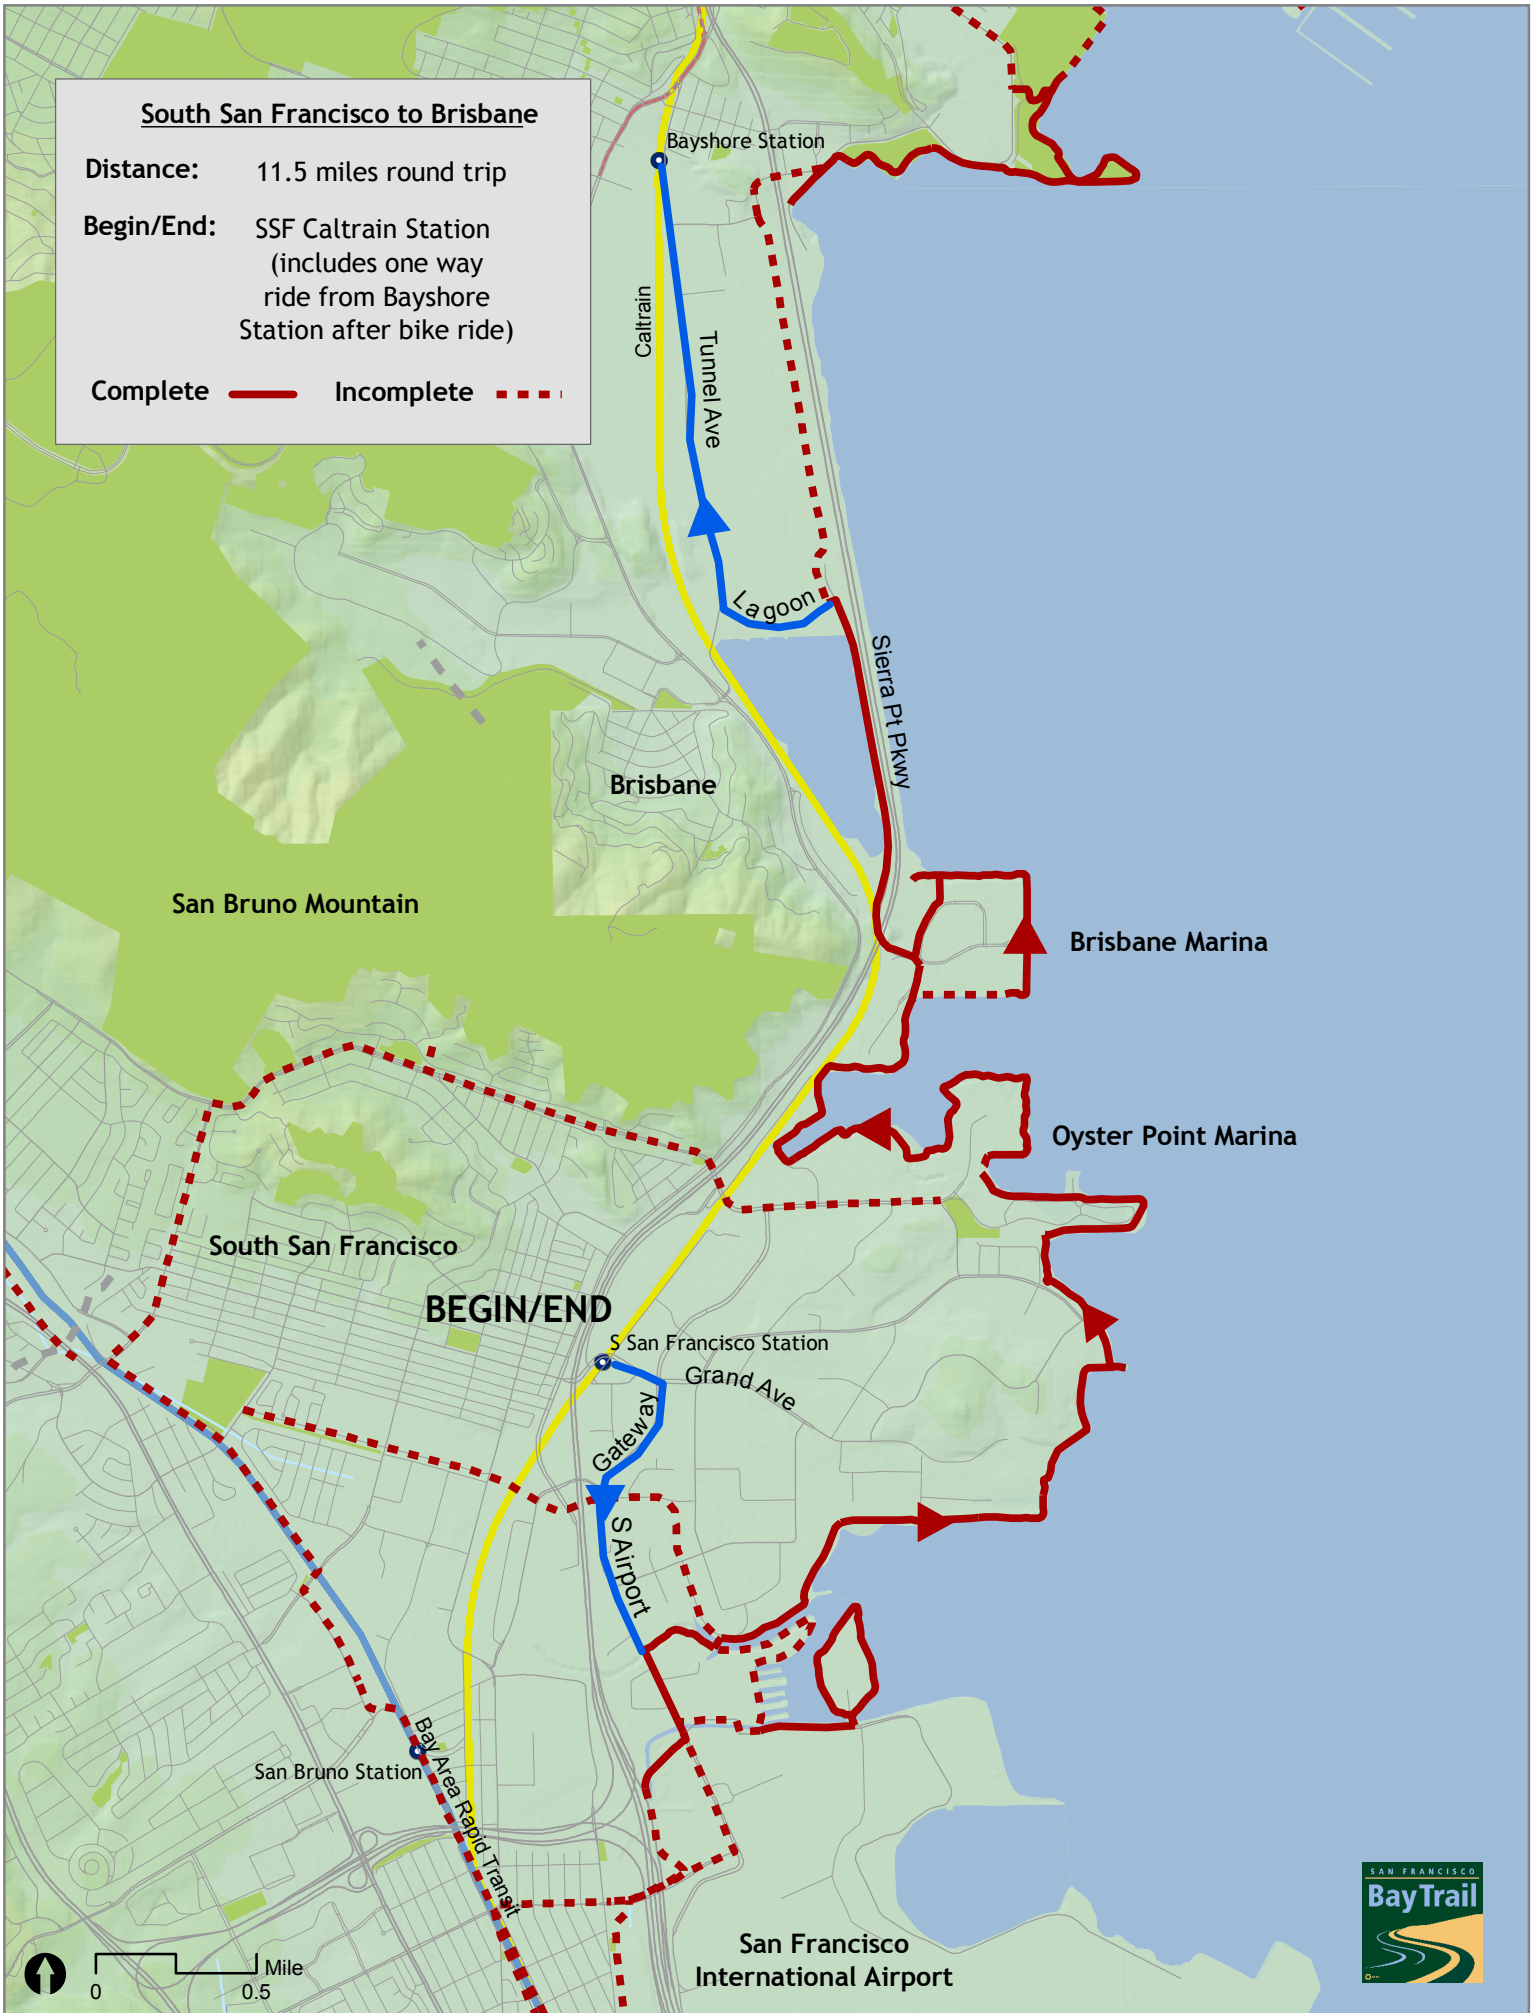 South San Francisco to Brisbane
Distance: 11.5 miles round trip
Begin/End: SSF Caltrain Station
(includes one way
ride from Bayshore
Station after bike ride)
Complete Incomplete
Bayshore Station
Caltrain
Tunnel Ave
Lagoon
Sierra Pt Pkwy
Brisbane
San Bruno Mountain
Brisbane Marina
Oyster Point Marina
South San Francisco
BEGIN/END
S San Francisco Station
Grand Ave
Gateway
S Airport
San Bruno Station
Bay Area Rapid Transit
San Francisco
International Airport
0 0.5 Mile
SAN FRANCISCO
Bay Trail